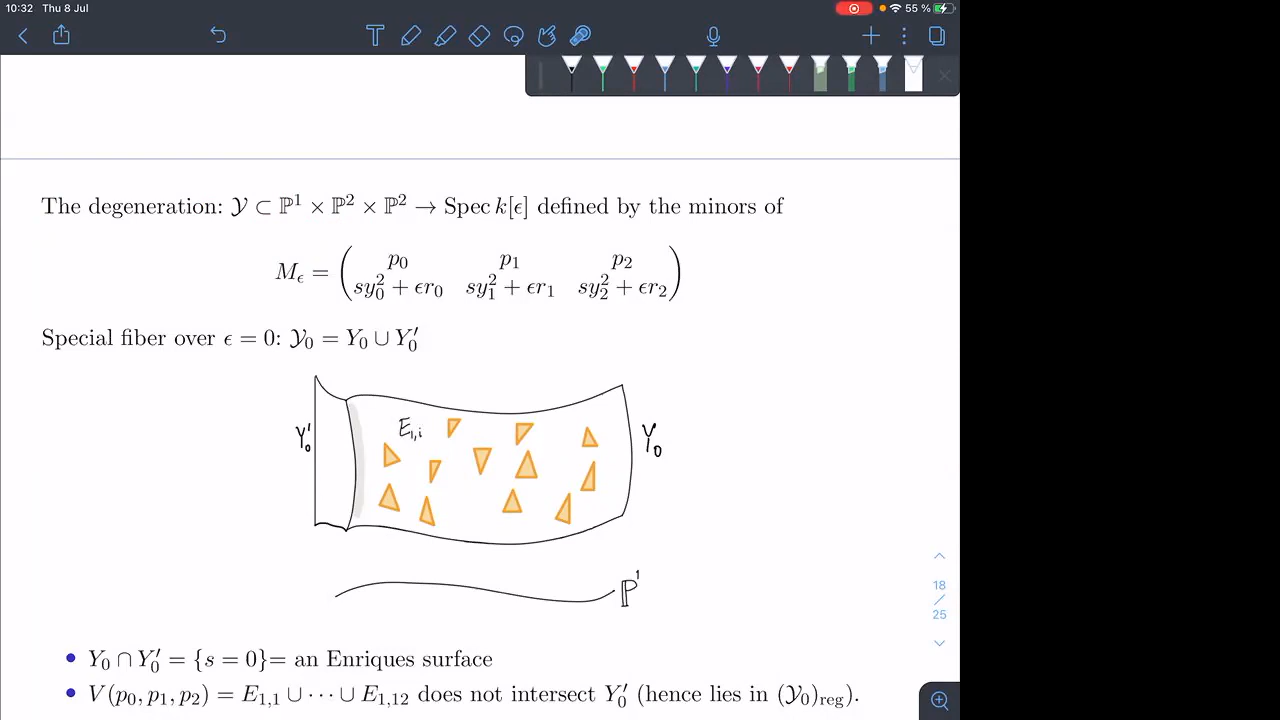 10:32 Thu 8 Jul 55 %
T
The degeneration: 𝒴 ⊂ ℙ¹ × ℙ² × ℙ² → Spec k[ϵ] defined by the minors of
M_ϵ = ( p₀ p₁ p₂
sy₀² + ϵr₀ sy₁² + ϵr₁ sy₂² + ϵr₂ )
Special fiber over ϵ = 0: 𝒴₀ = Y₀ ∪ Y₀′
E₁,ᵢ
Y₀′ Y₀
ℙ¹
18
/
25
• Y₀ ∩ Y₀′ = {s = 0}= an Enriques surface
• V(p₀, p₁, p₂) = E₁,₁ ∪ ⋯ ∪ E₁,₁₂ does not intersect Y₀′ (hence lies in (𝒴₀)reg).